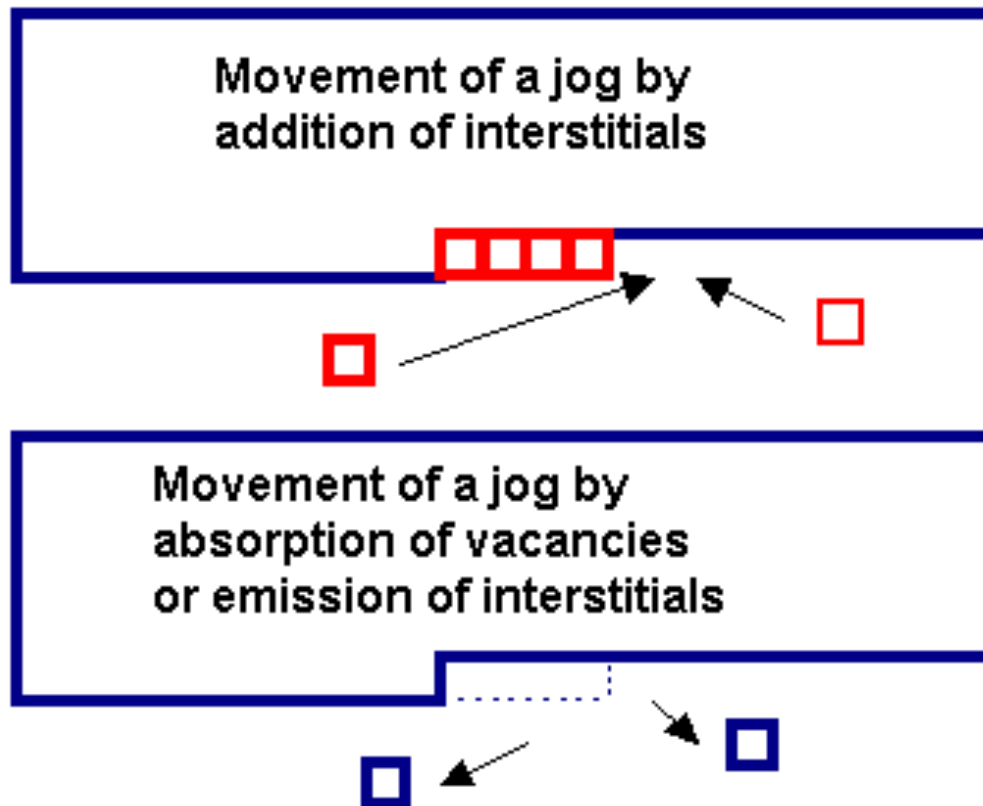 Movement of a jog by
addition of interstitials
Movement of a jog by
absorption of vacancies
or emission of interstitials